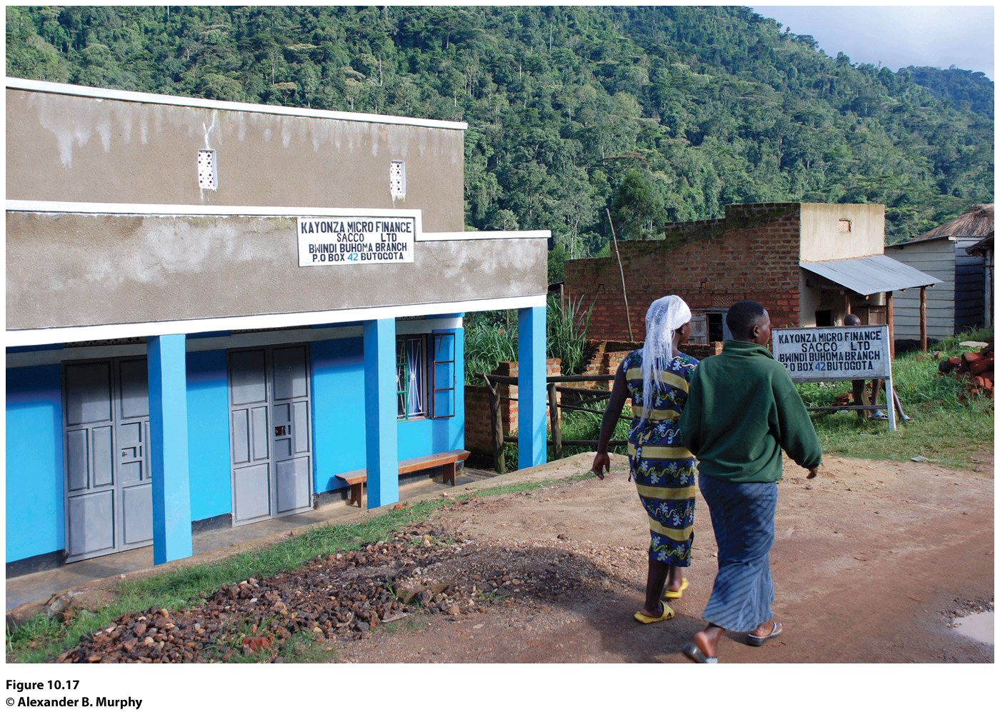 KAYONZA MICRO FINANCE
SACCO LTD
BWINDI BUHOMA BRANCH
P.O BOX 42 BUTOGOTA
KAYONZA MICRO FINANCE
SACCO LTD
BWINDI BUHOMA BRANCH
P.O BOX 42 BUTOGOTA
Figure 10.17
© Alexander B. Murphy